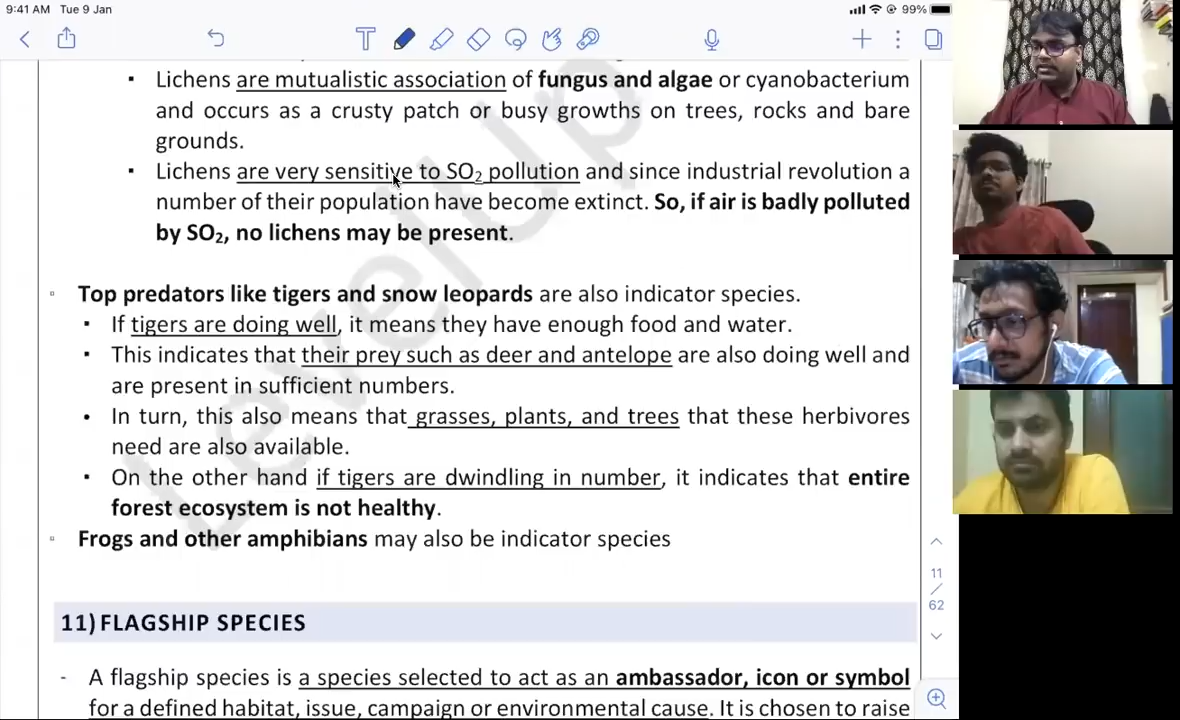 9:41 AM Tue 9 Jan
99%
▪ Lichens are mutualistic association of fungus and algae or cyanobacterium
and occurs as a crusty patch or busy growths on trees, rocks and bare
grounds.
▪ Lichens are very sensitive to SO₂ pollution and since industrial revolution a
number of their population have become extinct. So, if air is badly polluted
by SO₂, no lichens may be present.
▫ Top predators like tigers and snow leopards are also indicator species.
▪ If tigers are doing well, it means they have enough food and water.
▪ This indicates that their prey such as deer and antelope are also doing well and
are present in sufficient numbers.
▪ In turn, this also means that grasses, plants, and trees that these herbivores
need are also available.
▪ On the other hand if tigers are dwindling in number, it indicates that entire
forest ecosystem is not healthy.
▫ Frogs and other amphibians may also be indicator species
11
/
62
11) FLAGSHIP SPECIES
- A flagship species is a species selected to act as an ambassador, icon or symbol
for a defined habitat, issue, campaign or environmental cause. It is chosen to raise
LevelUp